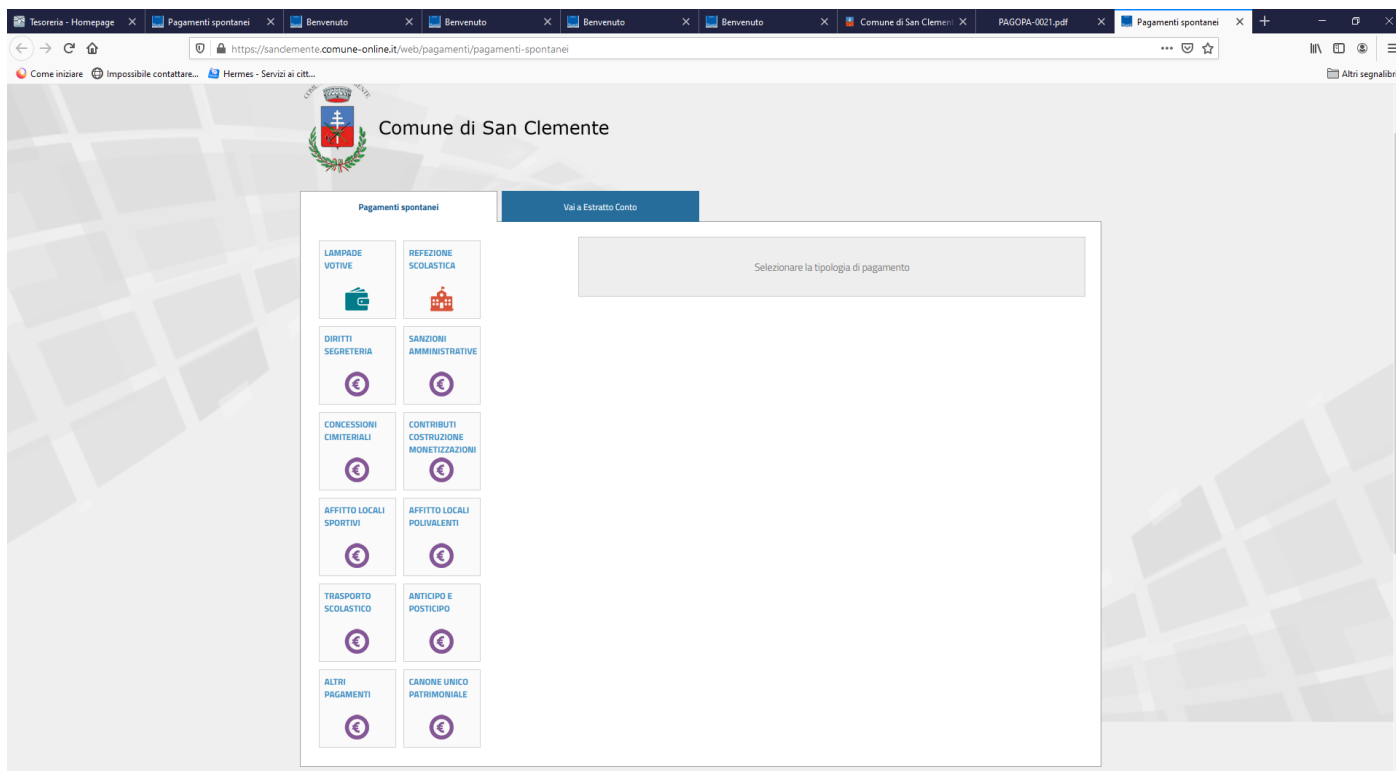 Tesoreria - Homepage
Pagamenti spontanei
Benvenuto
Benvenuto
Benvenuto
Benvenuto
Comune di San Clement
PAGOPA-0021.pdf
Pagamenti spontanei
https://sanclemente.comune-online.it/web/pagamenti/pagamenti-spontanei
Come iniziare
Impossibile contattare...
Hermes - Servizi ai citt...
Altri segnalibr
Comune di San Clemente
Pagamenti spontanei
Vai a Estratto Conto
LAMPADE
VOTIVE
REFEZIONE
SCOLASTICA
Selezionare la tipologia di pagamento
DIRITTI
SEGRETERIA
SANZIONI
AMMINISTRATIVE
CONCESSIONI
CIMITERIALI
CONTRIBUTI
COSTRUZIONE
MONETIZZAZIONI
AFFITTO LOCALI
SPORTIVI
AFFITTO LOCALI
POLIVALENTI
TRASPORTO
SCOLASTICO
ANTICIPO E
POSTICIPO
ALTRI
PAGAMENTI
CANONE UNICO
PATRIMONIALE